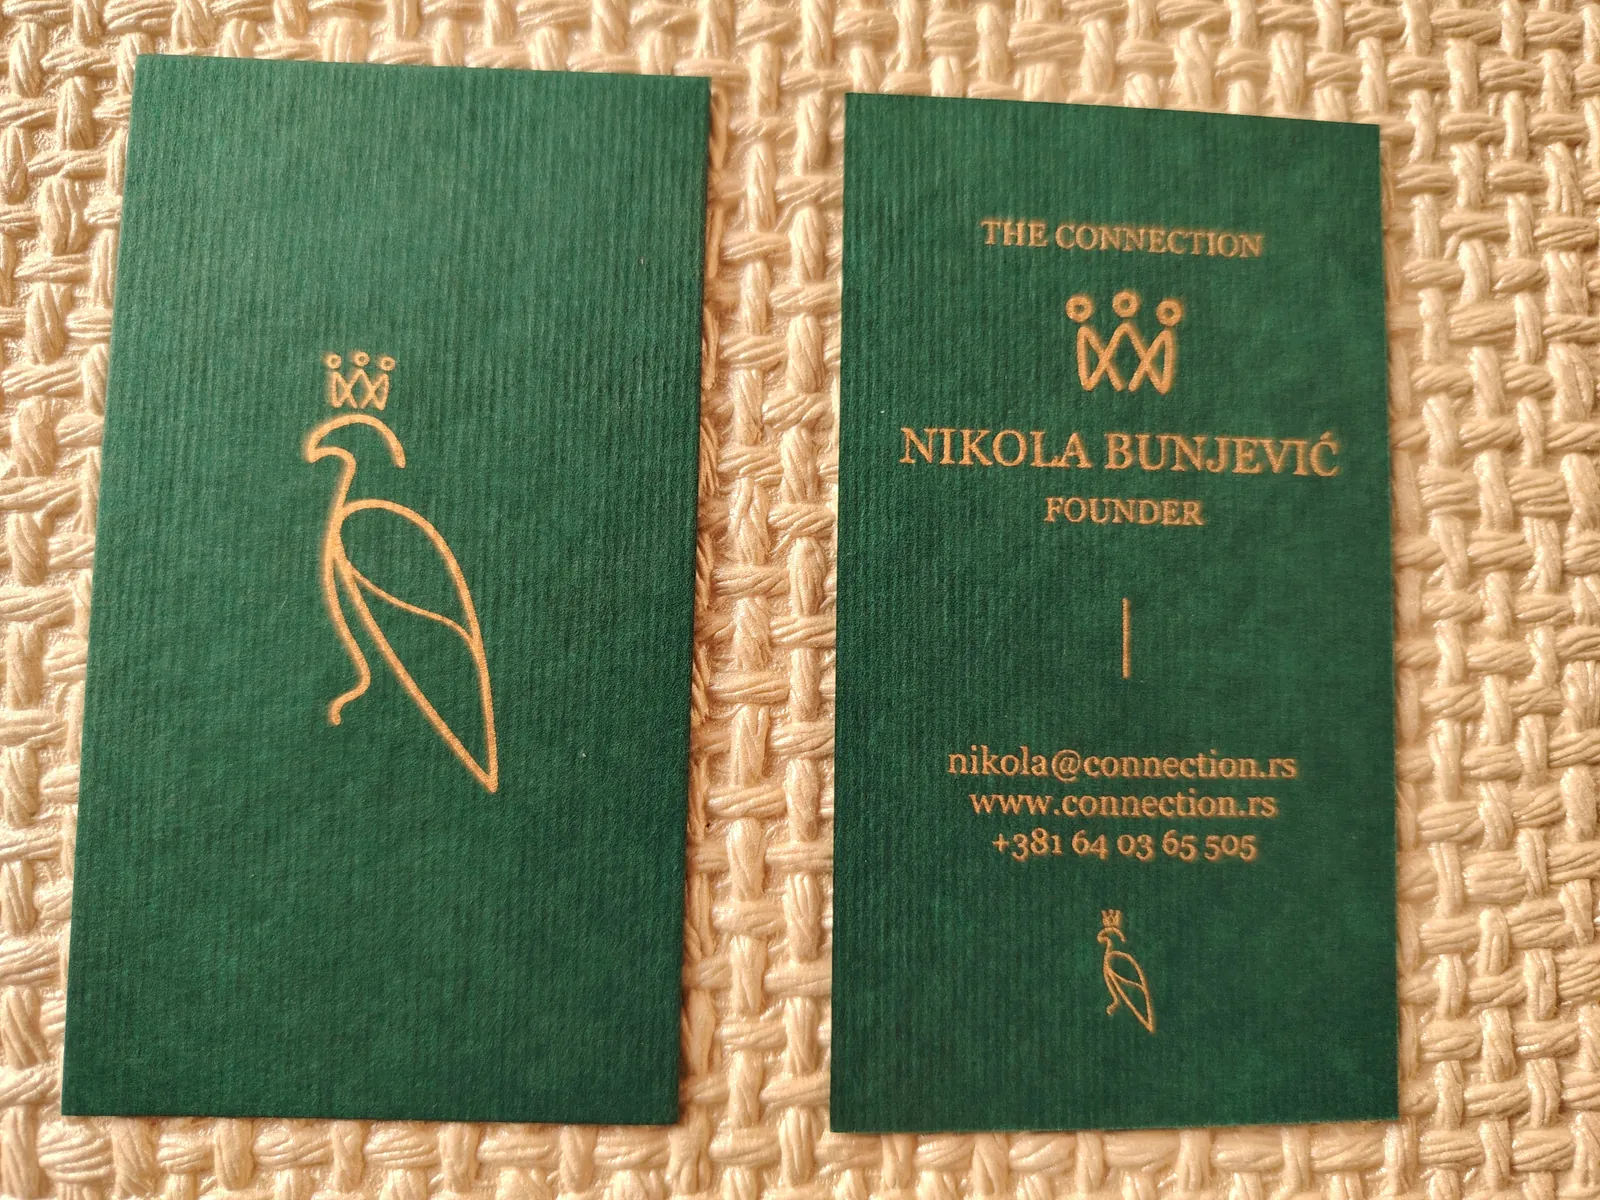 THE CONNECTION
NIKOLA BUNJEVIĆ
FOUNDER
nikola@connection.rs
www.connection.rs
+381 64 03 65 505